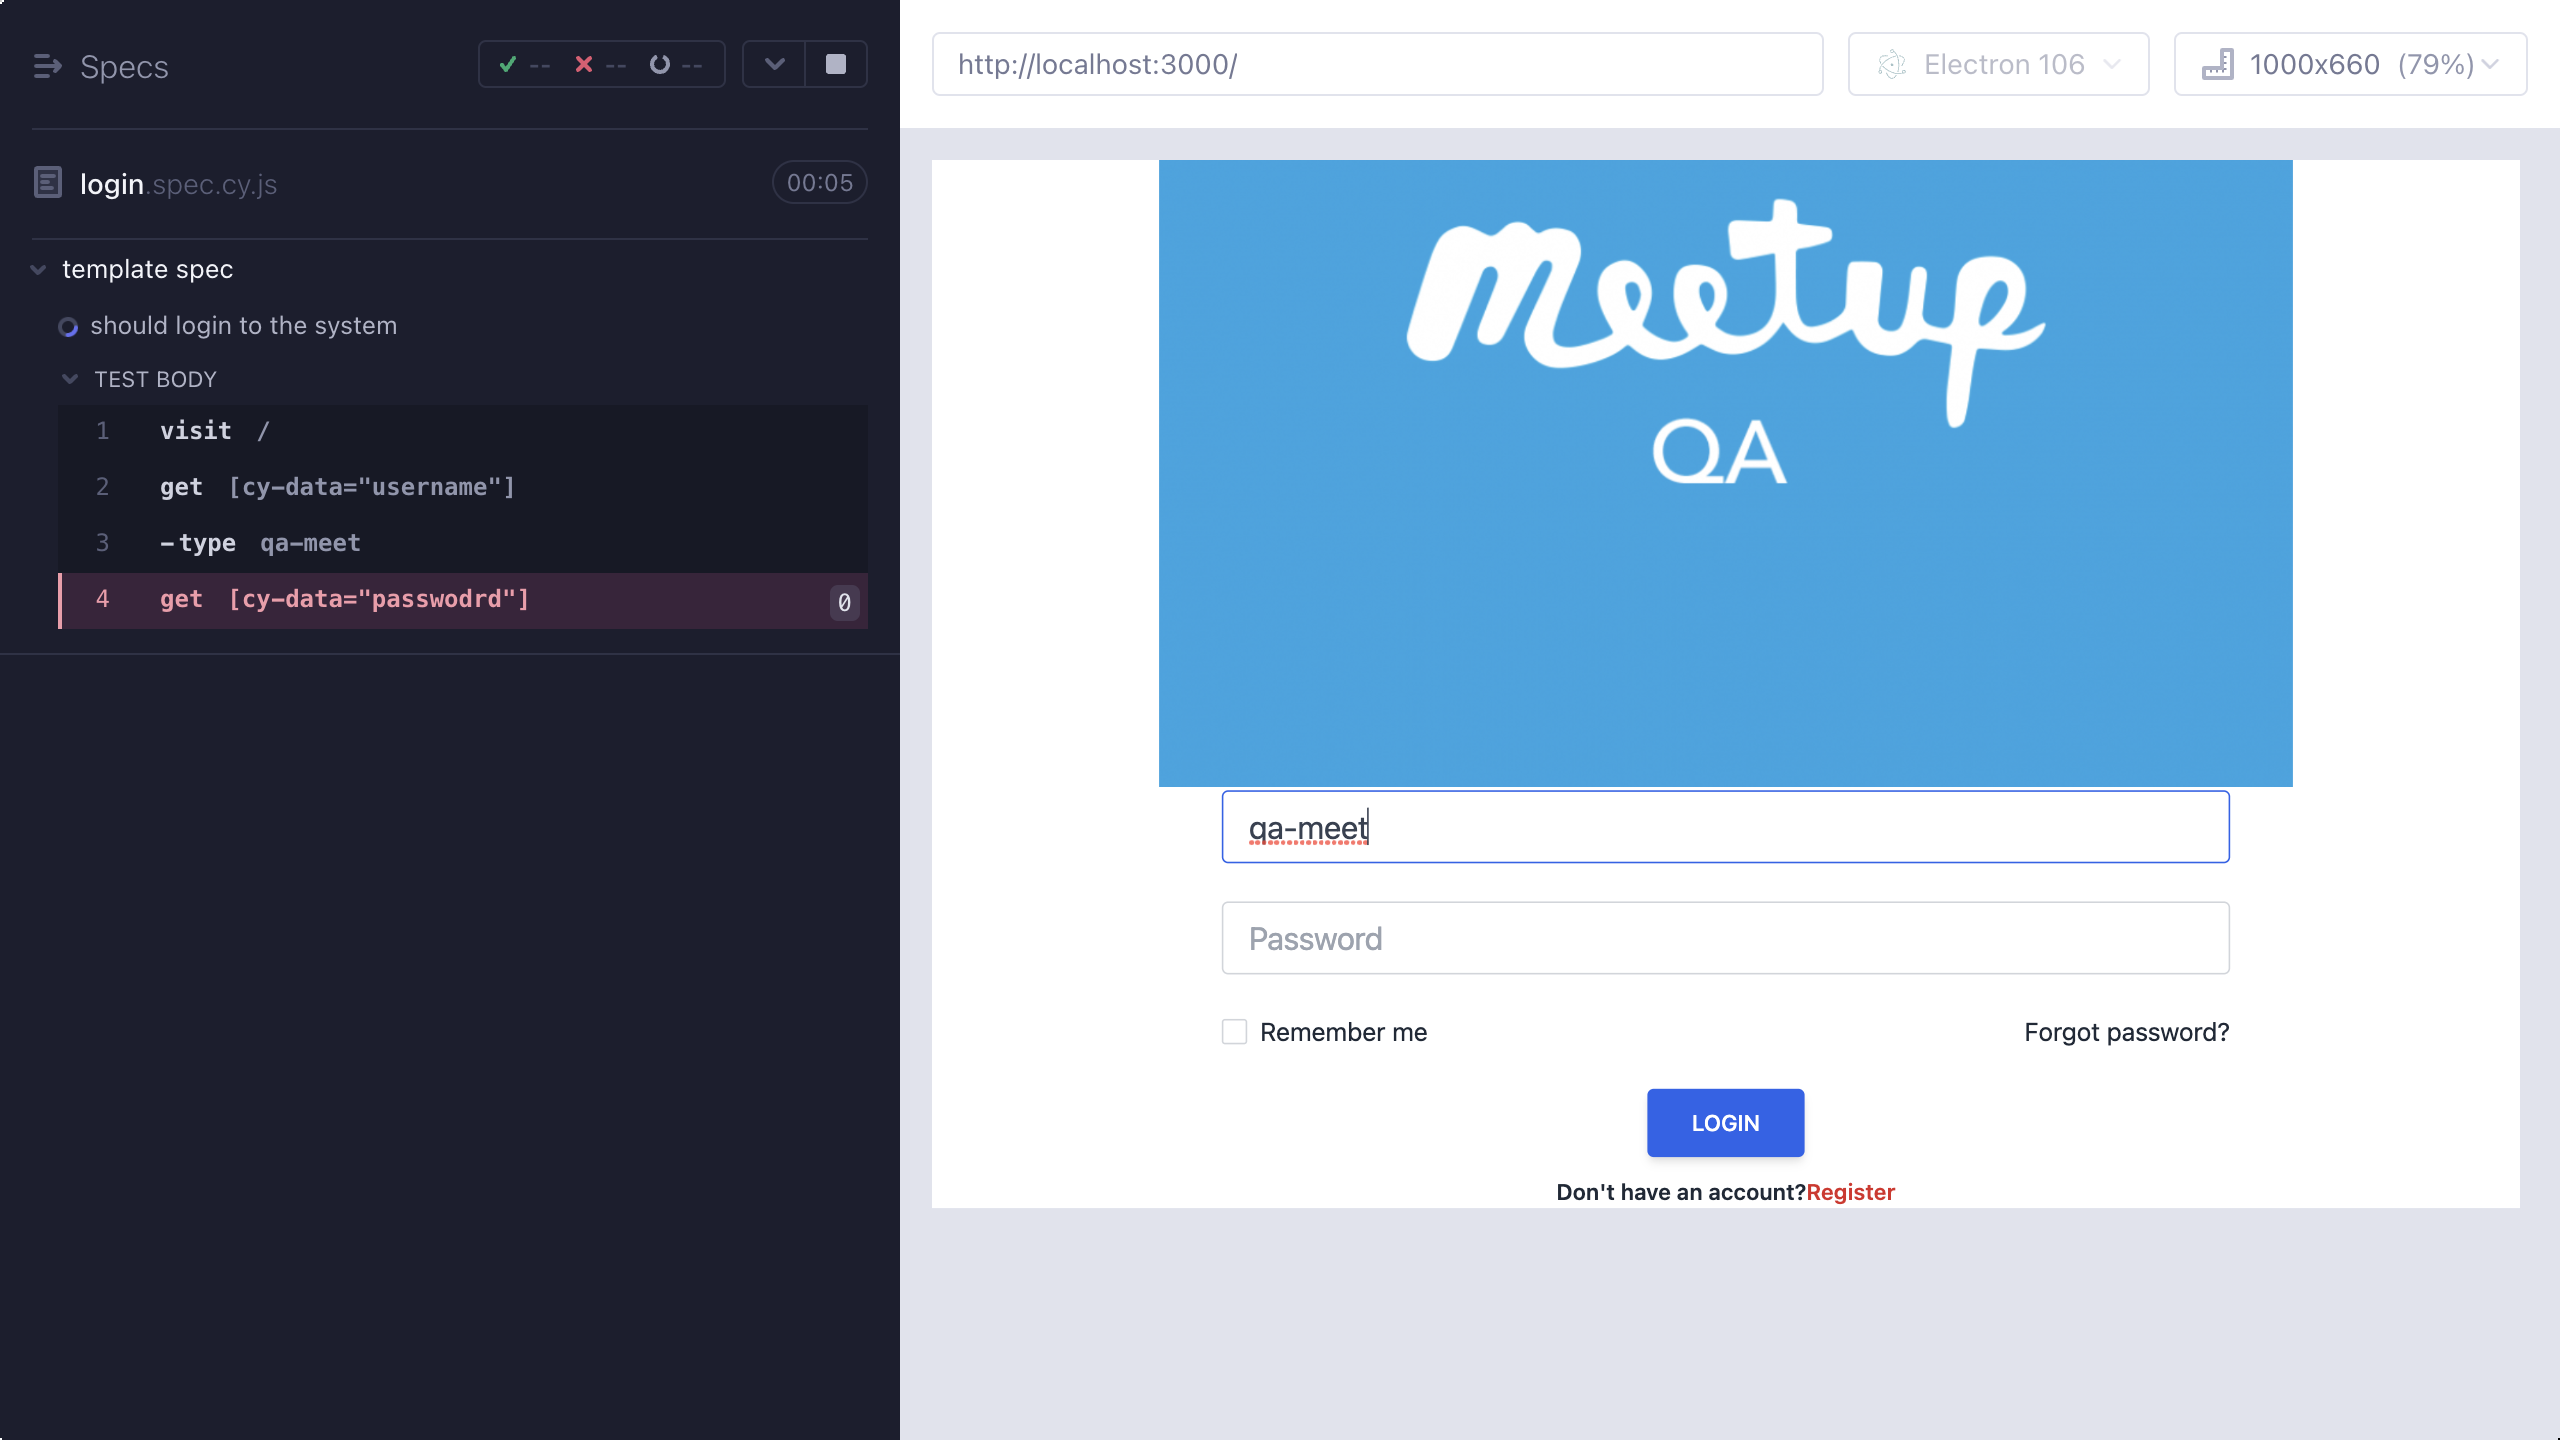 Specs
-- -- --
login.spec.cy.js
00:05
template spec
should login to the system
TEST BODY
1 visit /
2 get [cy-data="username"]
3 -type qa-meet
4 get [cy-data="passwodrd"] 0
http://localhost:3000/
Electron 106
1000x660 (79%)
Meetup
QA
qa-meet
Password
Remember me
Forgot password?
LOGIN
Don't have an account?Register